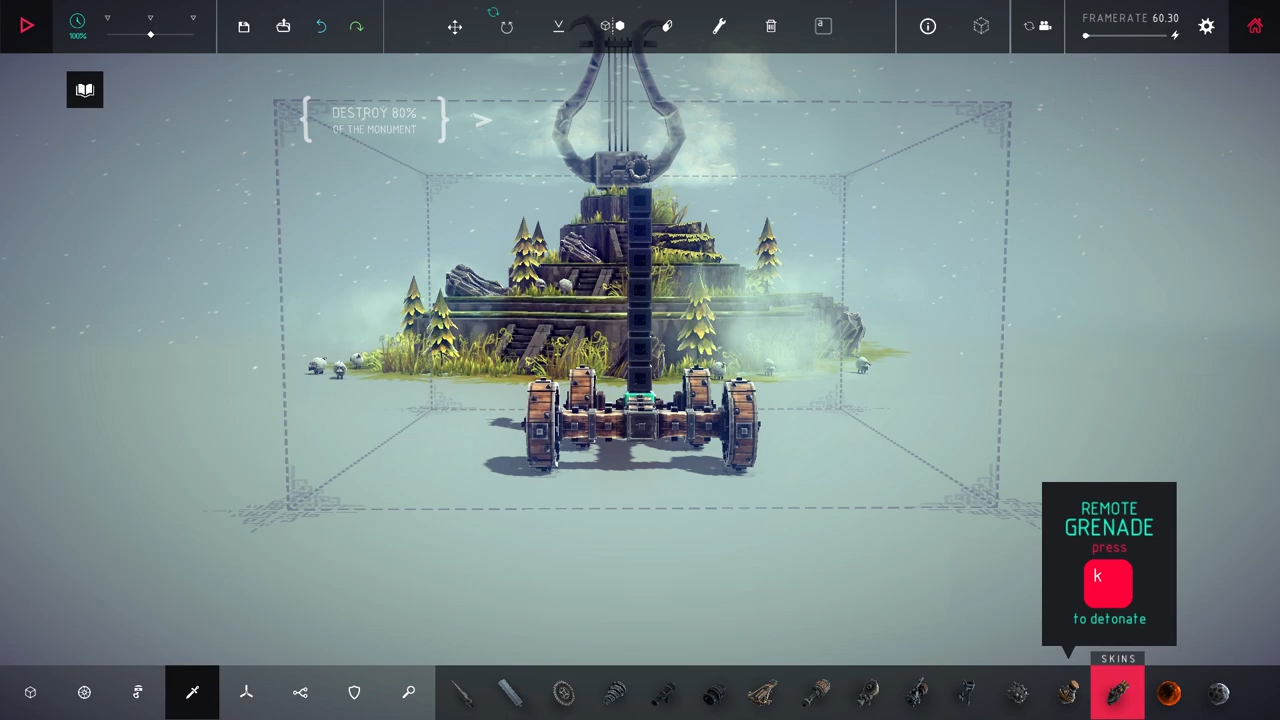 100%
a
FRAMERATE 60.30
DESTROY 80%
OF THE MONUMENT
REMOTE
GRENADE
press
k
to detonate
SKINS